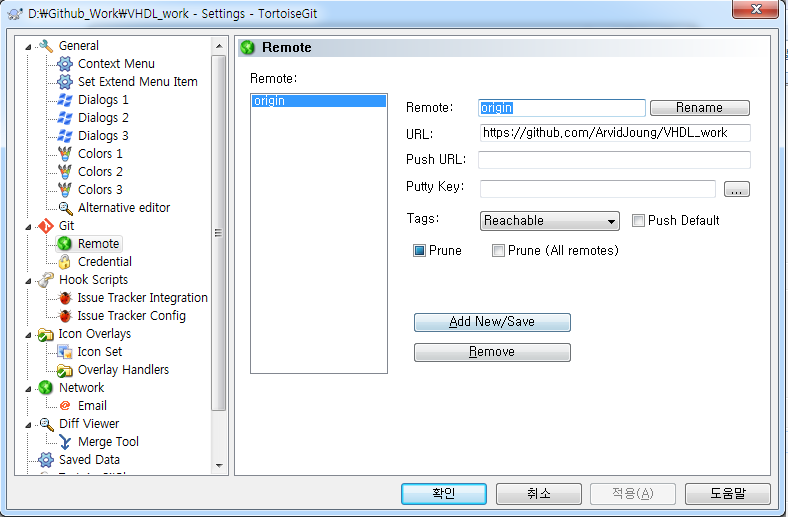 D:₩Github_Work₩VHDL_work - Settings - TortoiseGit
General
Context Menu
Set Extend Menu Item
Dialogs 1
Dialogs 2
Dialogs 3
Colors 1
Colors 2
Colors 3
Alternative editor
Git
Remote
Credential
Hook Scripts
Issue Tracker Integration
Issue Tracker Config
Icon Overlays
Icon Set
Overlay Handlers
Network
Email
Diff Viewer
Merge Tool
Saved Data
Remote
Remote:
origin
Remote: origin Rename
URL: https://github.com/ArvidJoung/VHDL_work
Push URL:
Putty Key: ...
Tags: Reachable Push Default
Prune Prune (All remotes)
Add New/Save
Remove
확인 취소 적용(A) 도움말